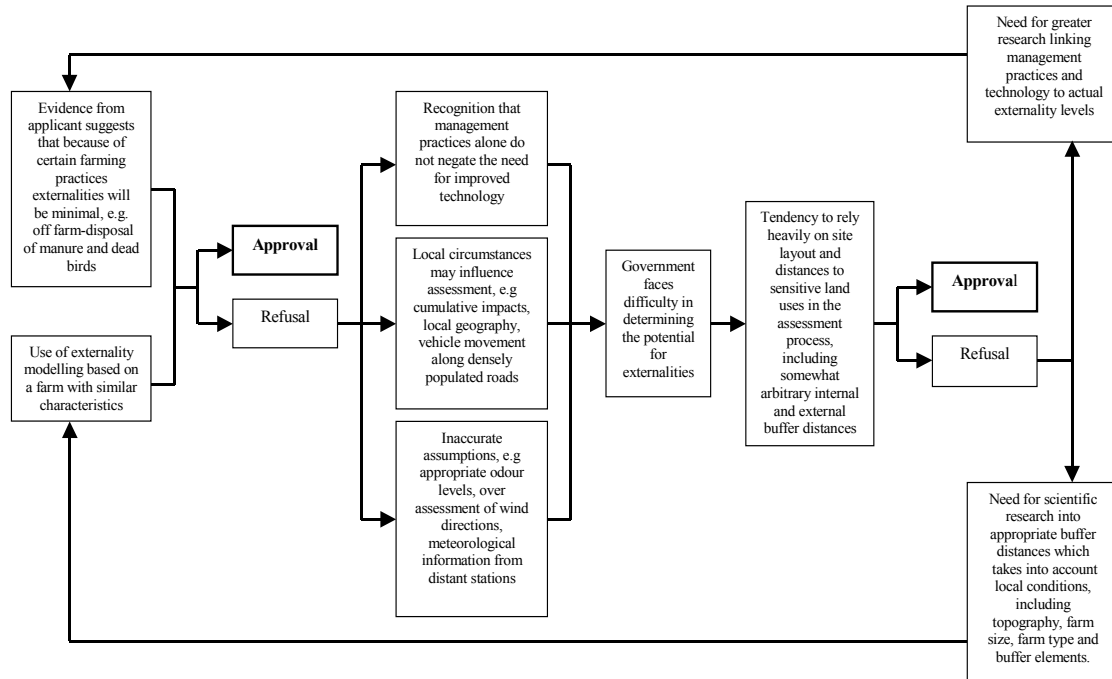 Evidence from
applicant suggests
that because of
certain farming
practices
externalities will
be minimal, e.g.
off farm-disposal
of manure and dead
birds
Use of externality
modelling based on
a farm with similar
characteristics
Approval
Refusal
Recognition that
management
practices alone do
not negate the need
for improved
technology
Local circumstances
may influence
assessment, e.g
cumulative impacts,
local geography,
vehicle movement
along densely
populated roads
Inaccurate
assumptions, e.g
appropriate odour
levels, over
assessment of wind
directions,
meteorological
information from
distant stations
Government
faces
difficulty in
determining
the potential
for
externalities
Tendency to rely
heavily on site
layout and
distances to
sensitive land
uses in the
assessment
process,
including
somewhat
arbitrary internal
and external
buffer distances
Approval
Refusal
Need for greater
research linking
management
practices and
technology to actual
externality levels
Need for scientific
research into
appropriate buffer
distances which
takes into account
local conditions,
including
topography, farm
size, farm type and
buffer elements.